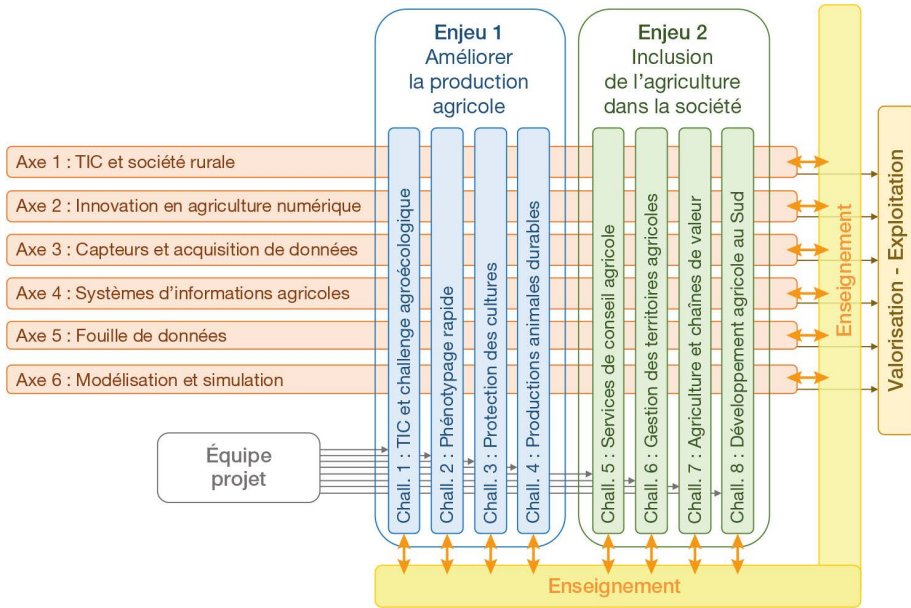 Enjeu 1
Améliorer
la production
agricole
Enjeu 2
Inclusion
de l’agriculture
dans la société
Axe 1 : TIC et société rurale
Axe 2 : Innovation en agriculture numérique
Axe 3 : Capteurs et acquisition de données
Axe 4 : Systèmes d’informations agricoles
Axe 5 : Fouille de données
Axe 6 : Modélisation et simulation
Équipe
projet
Chall. 1 : TIC et challenge agroécologique
Chall. 2 : Phénotypage rapide
Chall. 3 : Protection des cultures
Chall. 4 : Productions animales durables
Chall. 5 : Services de conseil agricole
Chall. 6 : Gestion des territoires agricoles
Chall. 7 : Agriculture et chaînes de valeur
Chall. 8 : Développement agricole au Sud
Enseignement
Valorisation - Exploitation
Enseignement